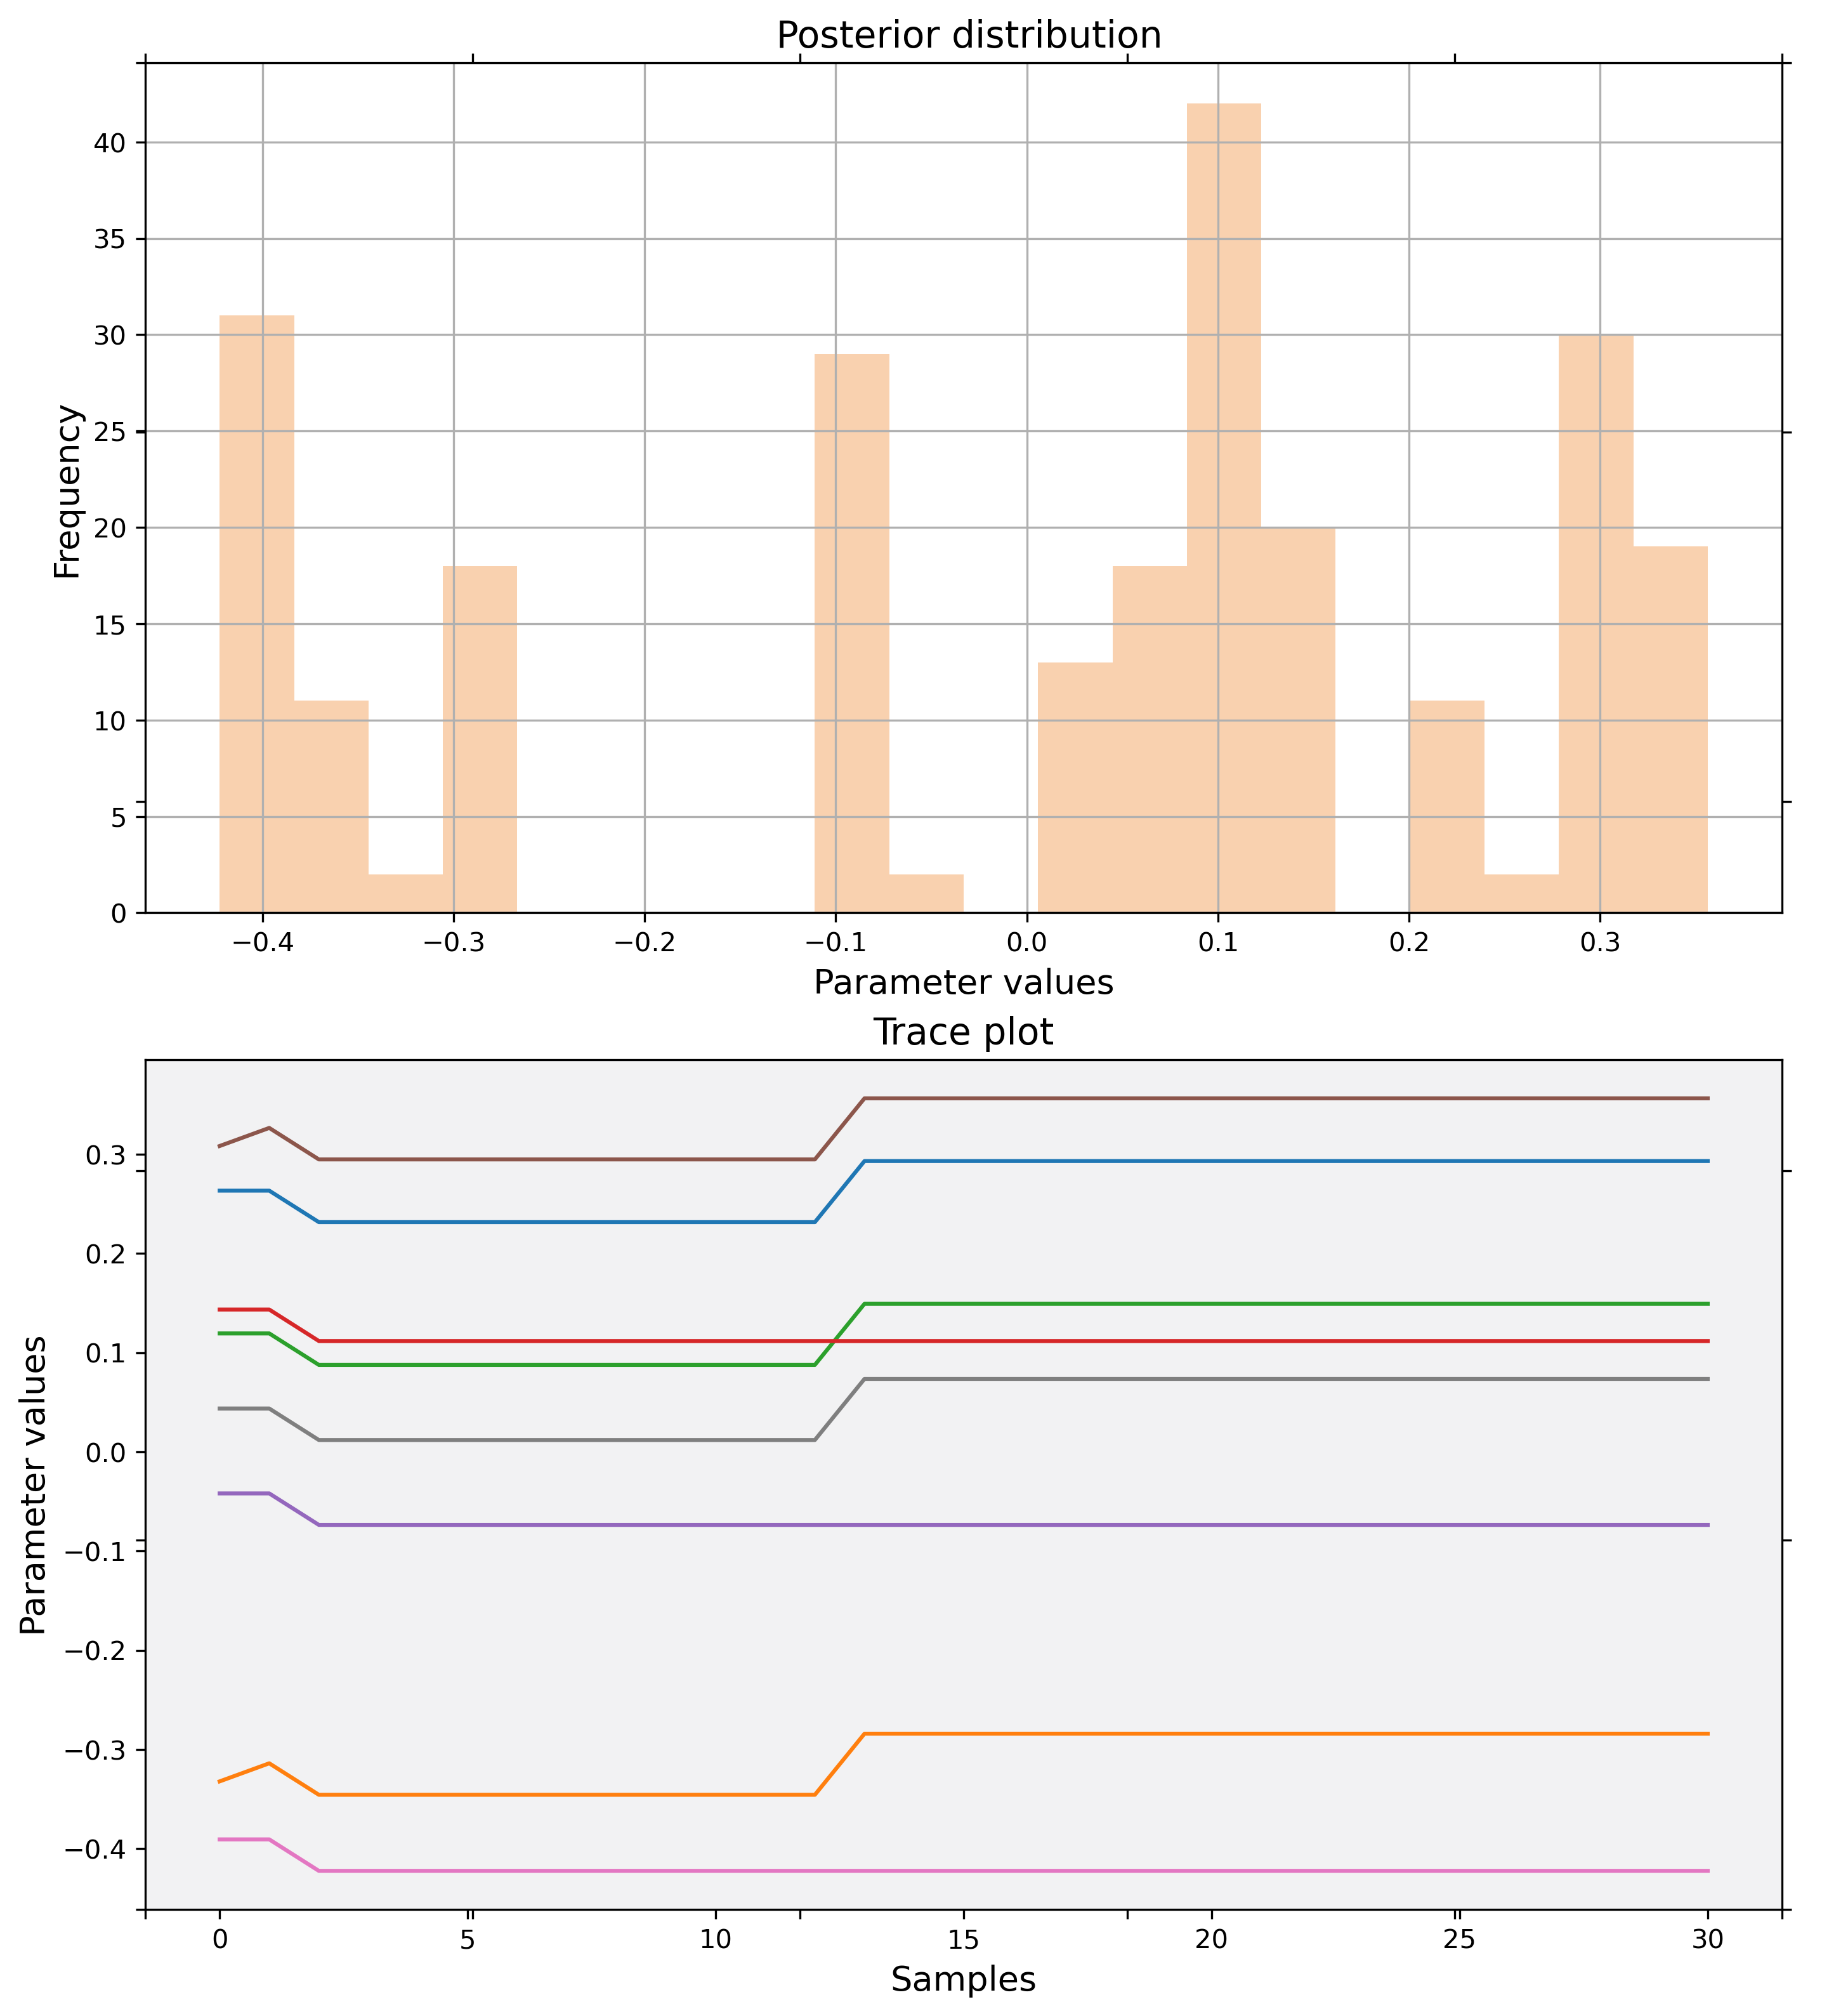 Posterior distribution
40
35
30
25
20
15
10
5
0
Frequency
−0.4 −0.3 −0.2 −0.1 0.0 0.1 0.2 0.3
Parameter values
Trace plot
0.3
0.2
0.1
0.0
−0.1
−0.2
−0.3
−0.4
Parameter values
0 5 10 15 20 25 30
Samples